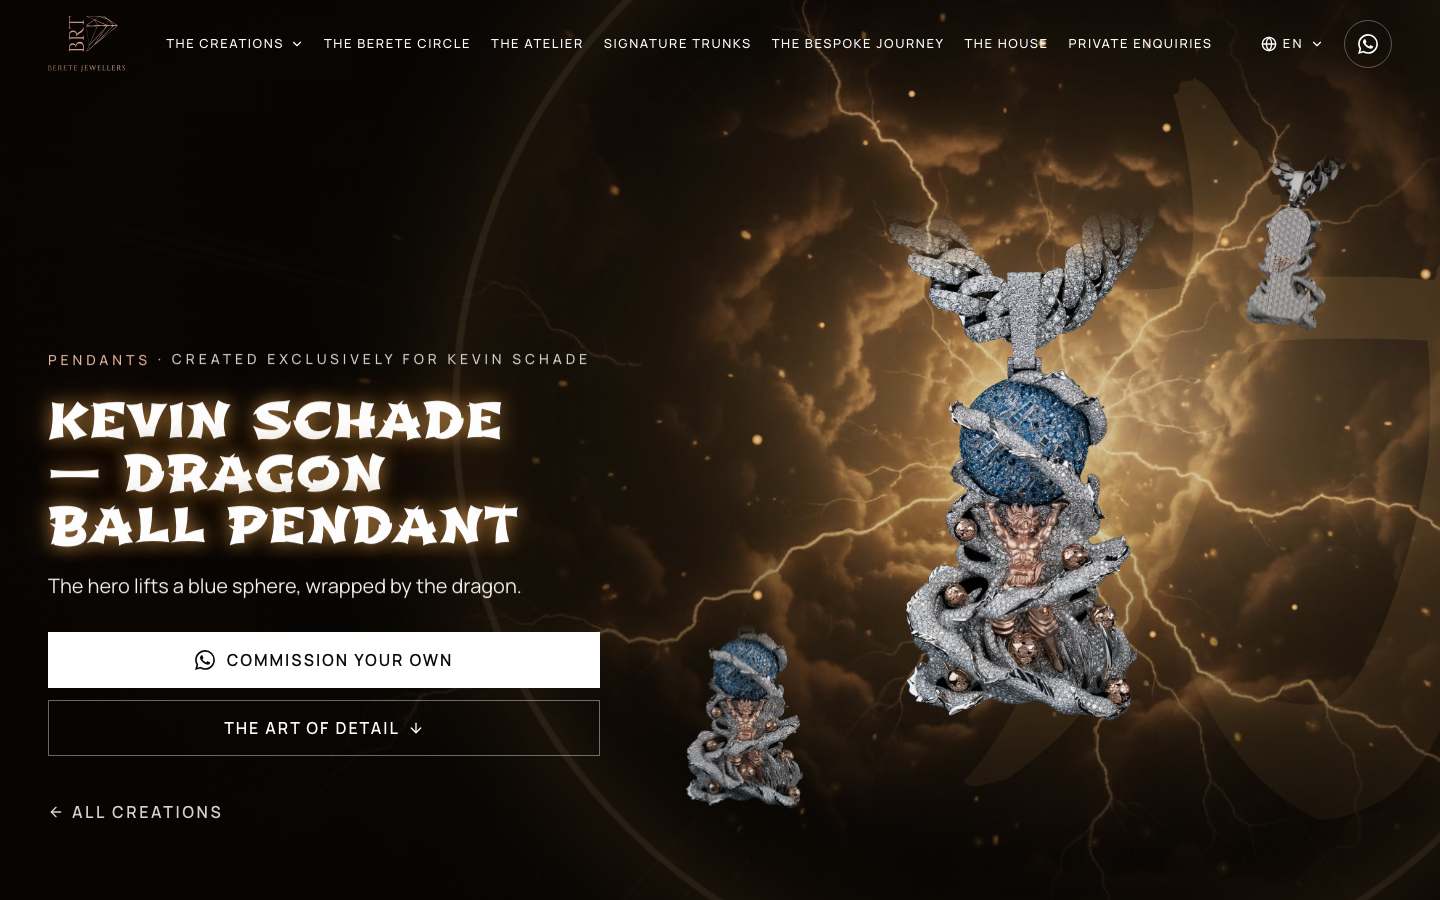 BRT
BERETE JEWELLERS
THE CREATIONS
THE BERETE CIRCLE
THE ATELIER
SIGNATURE TRUNKS
THE BESPOKE JOURNEY
THE HOUSE
PRIVATE ENQUIRIES
EN
PENDANTS · CREATED EXCLUSIVELY FOR KEVIN SCHADE
KEVIN SCHADE
— DRAGON
BALL PENDANT
The hero lifts a blue sphere, wrapped by the dragon.
COMMISSION YOUR OWN
THE ART OF DETAIL ↓
← ALL CREATIONS